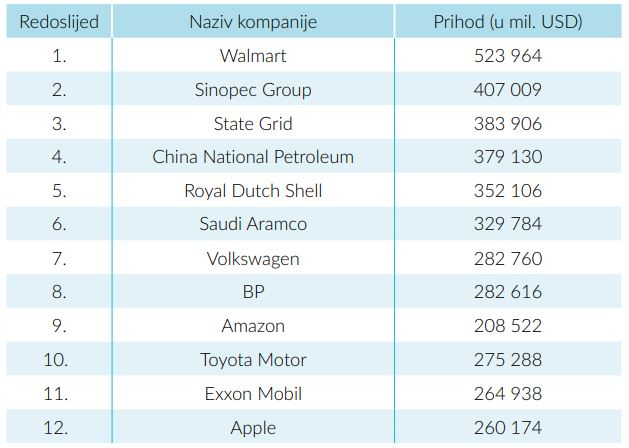 Redoslijed Naziv kompanije Prihod (u mil. USD)
1. Walmart 523 964
2. Sinopec Group 407 009
3. State Grid 383 906
4. China National Petroleum 379 130
5. Royal Dutch Shell 352 106
6. Saudi Aramco 329 784
7. Volkswagen 282 760
8. BP 282 616
9. Amazon 208 522
10. Toyota Motor 275 288
11. Exxon Mobil 264 938
12. Apple 260 174